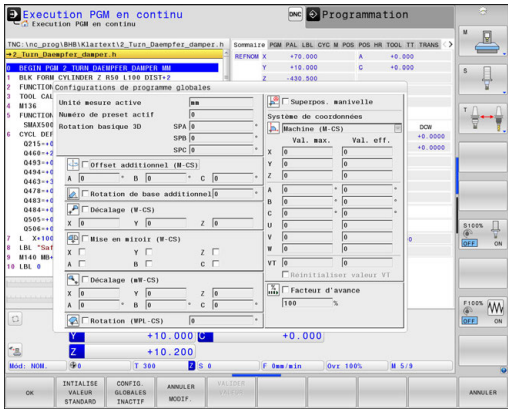 Execution PGM en continu
Execution PGM en continu
DNC
Programmation
TNC:\nc_prog\BHB\Klartext\2_Turn_Daempfer_damper.h
→2_Turn_Daempfer_damper.h
0 BEGIN PGM 2_TURN_DAEMPFER_DAMPER MM
1 BLK FORM CYLINDER Z R50 L100 DIST+2
2 FUNCTION
3 TOOL CAL
4 M136
5 FUNCTION
SMAX500
6 CYCL DEF
Q215=+0
Q460=+2
Q493=+0
Q494=+0
Q463=+3
Q478=+0
Q483=+0
Q484=+0
Q505=+0
Q506=+0
7 L X+100
8 LBL "Saf
9 M140 MB+
10 LBL 0
Sommaire PGM PAL LBL CYC M POS POS HR TOOL TT TRANS
REFNOM X +70.000 A +0.000
Y +10.000 C +0.000
Z -430.500
DCW
+0.0000
+0.0000
Configurations de programme globales
Unité mesure active mm
Numéro de preset actif 0
Rotation basique 3D SPA 0 °
SPB 0 °
SPC 0 °
Offset additionnel (M-CS)
A 0 ° B 0 ° C 0 °
Rotation de base additionnel 0 °
Décalage (W-CS)
X 0 Y 0 Z 0
Mise en miroir (W-CS)
X Y Z
A B C
Décalage (mW-CS)
X 0 Y 0 Z 0
A 0 ° B 0 ° C 0 °
Rotation (WPL-CS) 0 °
Superpos. manivelle
Système de coordonnées
Machine (M-CS)
Val. max. Val. eff.
X 0 0
Y 0 0
Z 0 0
A 0 ° 0 °
B 0 ° 0 °
C 0 ° 0 °
U 0 0
V 0 0
W 0 0
VT 0 0
Réinitialiser valeur VT
Facteur d'avance
100 %
Y +10.000 C +0.000
Z +10.200
Mód: NOM. 0 T 300 Z S 0 F 0mm/min Ovr 100% M 5/9
M
S
T
S100%
OFF ON
F100%
OFF ON
OK
INTIALISE VALEUR STANDARD
CONFIG. GLOBALES INACTIF
ANNULER MODIF.
VALIDER VALEUR
ANNULER